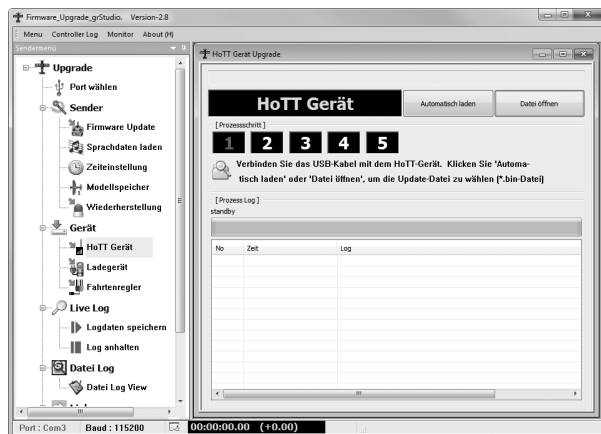 Firmware_Upgrade_grStudio. Version-2.8
Menu Controller Log Monitor About (H)
Sendermenü
Upgrade
Port wählen
Sender
Firmware Update
Sprachdaten laden
Zeiteinstellung
Modellspeicher
Wiederherstellung
Gerät
HoTT Gerät
Ladegerät
Fahrtenregler
Live Log
Logdaten speichern
Log anhalten
Datei Log
Datei Log View
HoTT Gerät Upgrade
HoTT Gerät
Automatisch laden
Datei öffnen
[ Prozessschritt ]
1 2 3 4 5
Verbinden Sie das USB-Kabel mit dem HoTT-Gerät. Klicken Sie 'Automa-
tisch laden' oder 'Datei öffnen', um die Update-Datei zu wählen (*.bin-Datei)
[ Prozess Log ]
standby
No Zeit Log
Port : Com3 Baud : 115200 00:00:00.00 (+0.00)